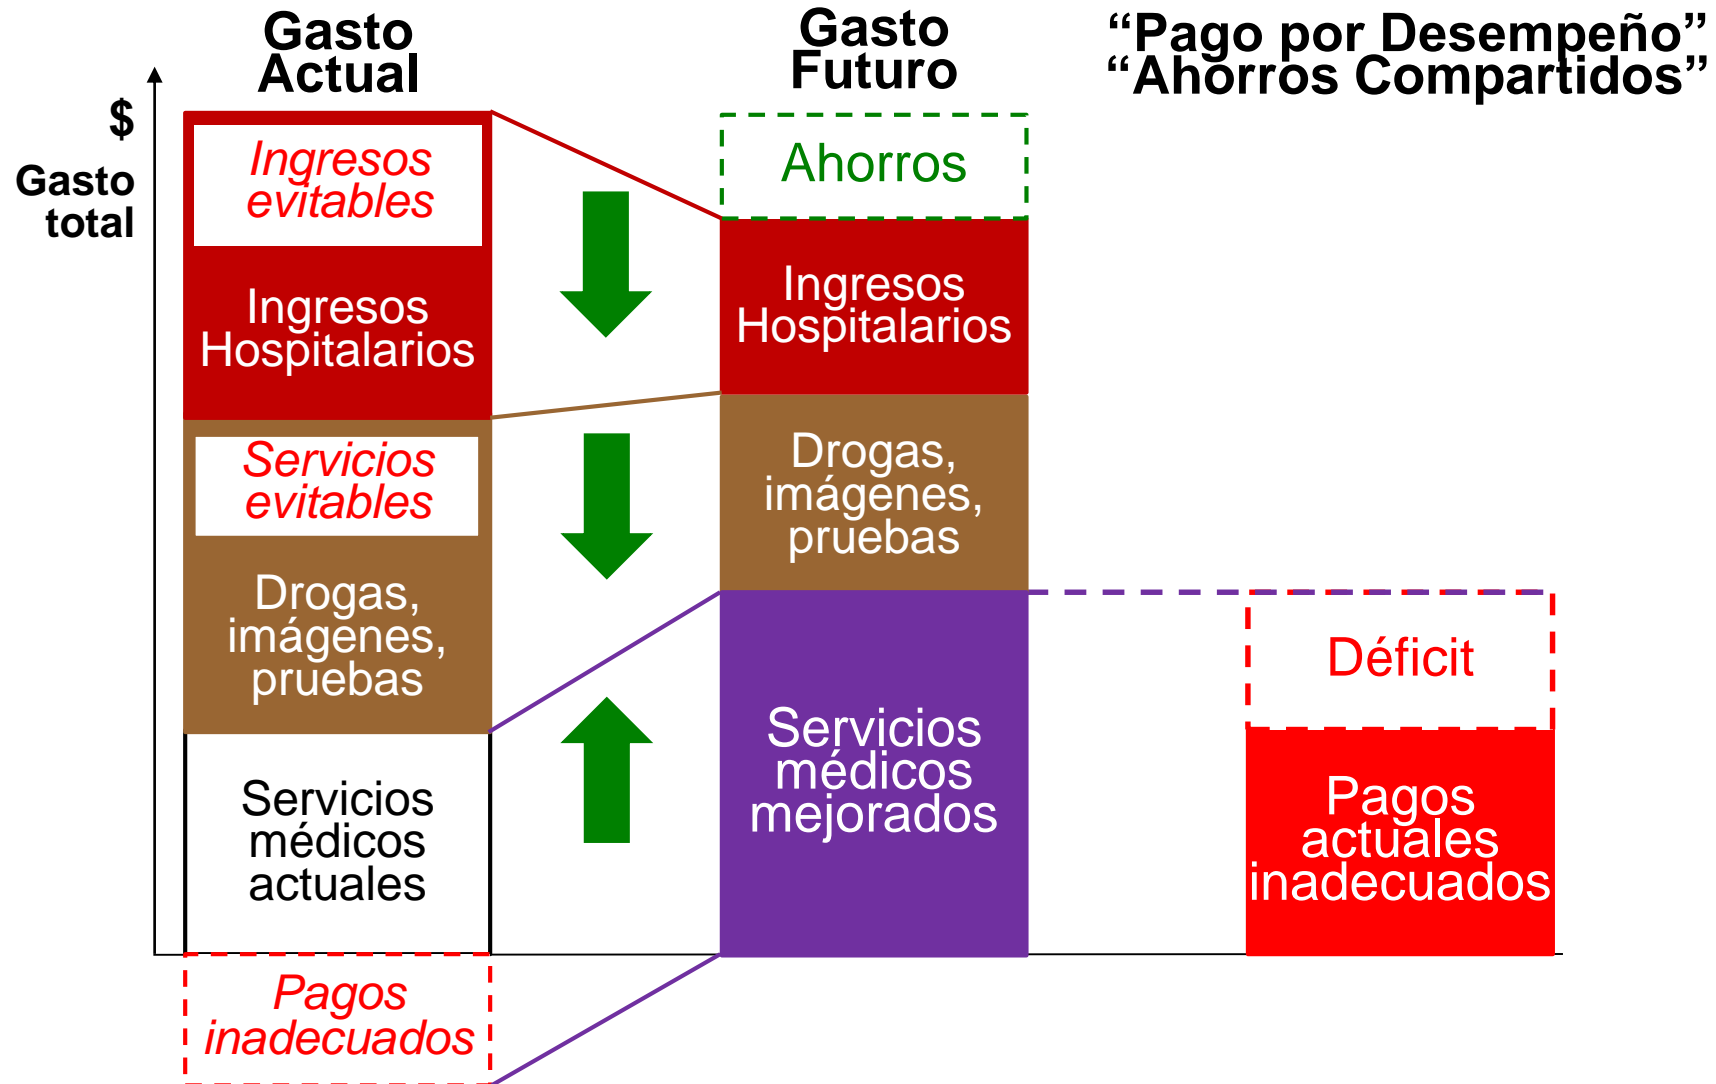 Gasto
Actual
Gasto
Futuro
“Pago por Desempeño”
“Ahorros Compartidos”
$
Gasto
total
Ingresos
evitables
Ingresos
Hospitalarios
Servicios
evitables
Drogas,
imágenes,
pruebas
Servicios
médicos
actuales
Pagos
inadecuados
Ahorros
Ingresos
Hospitalarios
Drogas,
imágenes,
pruebas
Servicios
médicos
mejorados
Déficit
Pagos
actuales
inadecuados